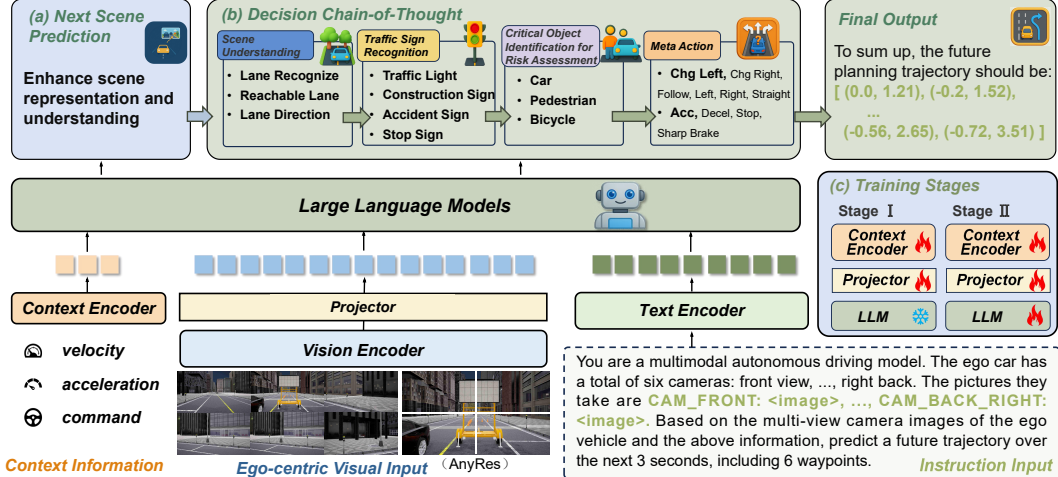 (a) Next Scene
Prediction
Enhance scene
representation and
understanding
(b) Decision Chain-of-Thought
Scene
Understanding
• Lane Recognize
• Reachable Lane
• Lane Direction
Traffic Sign
Recognition
• Traffic Light
• Construction Sign
• Accident Sign
• Stop Sign
Critical Object
Identification for
Risk Assessment
• Car
• Pedestrian
• Bicycle
Meta Action
• Chg Left, Chg Right,
Follow, Left, Right, Straight
• Acc, Decel, Stop,
Sharp Brake
Final Output
To sum up, the future
planning trajectory should be:
[ (0.0, 1.21), (-0.2, 1.52),
...
(-0.56, 2.65), (-0.72, 3.51) ]
Large Language Models
(c) Training Stages
Stage Ⅰ
Stage Ⅱ
Context
Encoder
Context
Encoder
Projector
Projector
LLM
LLM
Context Encoder
Projector
Vision Encoder
Text Encoder
velocity
acceleration
command
Context Information
Ego-centric Visual Input
（AnyRes）
You are a multimodal autonomous driving model. The ego car has
a total of six cameras: front view, ..., right back. The pictures they
take are CAM_FRONT: <image>, ..., CAM_BACK_RIGHT:
<image>. Based on the multi-view camera images of the ego
vehicle and the above information, predict a future trajectory over
the next 3 seconds, including 6 waypoints.
Instruction Input